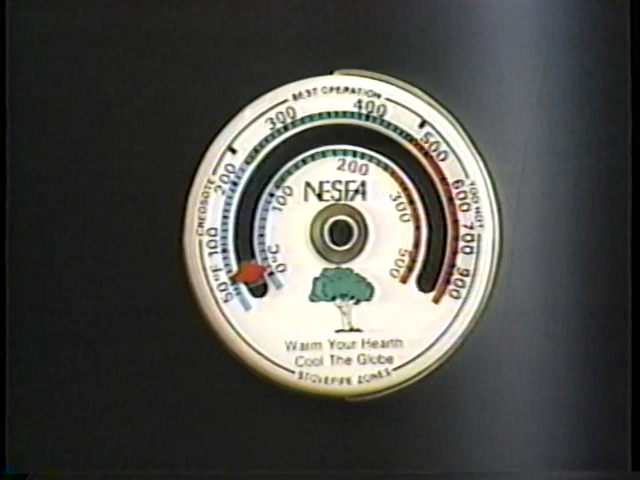 BEST OPERATION
CREOSOTE
TOO HOT
50°F 100 200 300 400 500 600 700 900
0°C 100 200 300 500
NESFA
Warm Your Hearth
Cool The Globe
STOVEPIPE ZONES